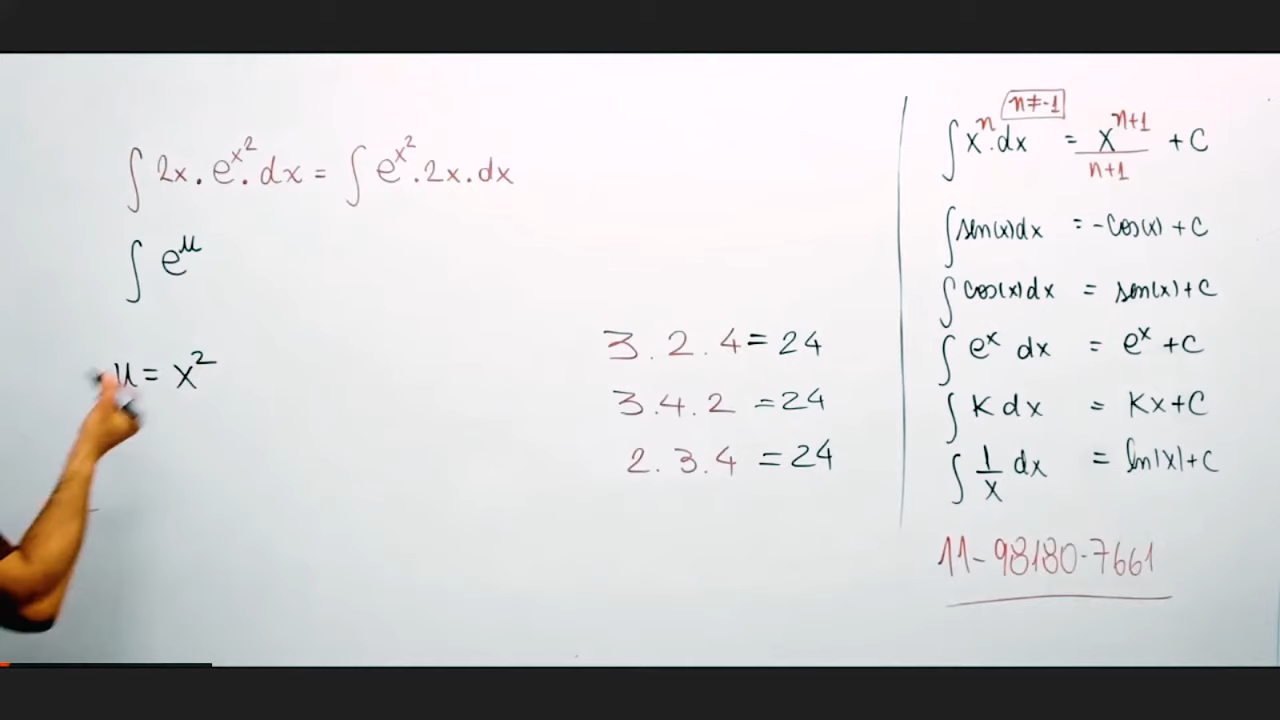 ∫ 2x . e^x² . dx = ∫ e^x² . 2x . dx
∫ e^u
u = x²
3 . 2 . 4 = 24
3 . 4 . 2 = 24
2 . 3 . 4 = 24
n ≠ -1
∫ x^n . dx = x^(n+1) / n+1 + C
∫ sen(x) dx = -cos(x) + C
∫ cos(x) dx = sen(x) + C
∫ e^x dx = e^x + C
∫ K dx = Kx + C
∫ 1/x dx = ln|x| + C
11-98180-7661